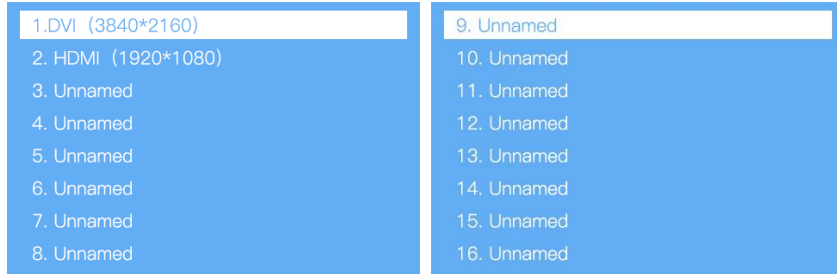 1.DVI（3840*2160）
2. HDMI（1920*1080）
3. Unnamed
4. Unnamed
5. Unnamed
6. Unnamed
7. Unnamed
8. Unnamed
9. Unnamed
10. Unnamed
11. Unnamed
12. Unnamed
13. Unnamed
14. Unnamed
15. Unnamed
16. Unnamed